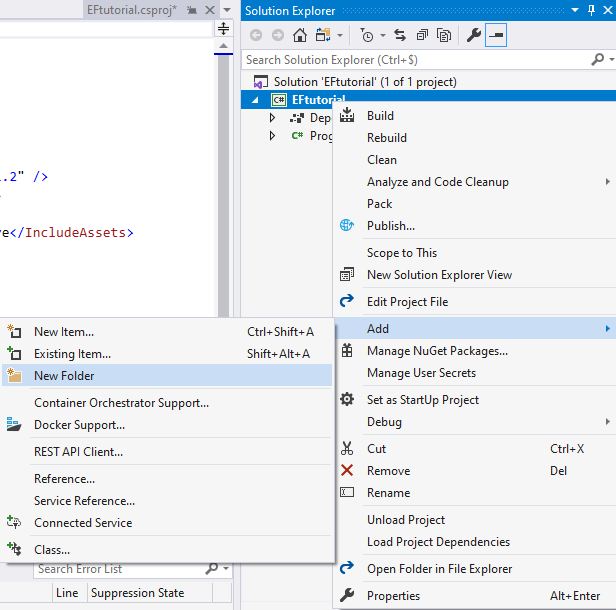 EFtutorial.csproj*
.2" />
e</IncludeAssets>
Solution Explorer
Search Solution Explorer (Ctrl+$)
Solution 'EFtutorial' (1 of 1 project)
C# EFtutorial
Dep
C# Prog
Build
Rebuild
Clean
Analyze and Code Cleanup
Pack
Publish...
Scope to This
New Solution Explorer View
Edit Project File
Add
Manage NuGet Packages...
Manage User Secrets
Set as StartUp Project
Debug
Cut Ctrl+X
Remove Del
Rename
Unload Project
Load Project Dependencies
Open Folder in File Explorer
Properties Alt+Enter
New Item... Ctrl+Shift+A
Existing Item... Shift+Alt+A
New Folder
Container Orchestrator Support...
Docker Support...
REST API Client...
Reference...
Service Reference...
Connected Service
Class...
Search Error List
Line Suppression State